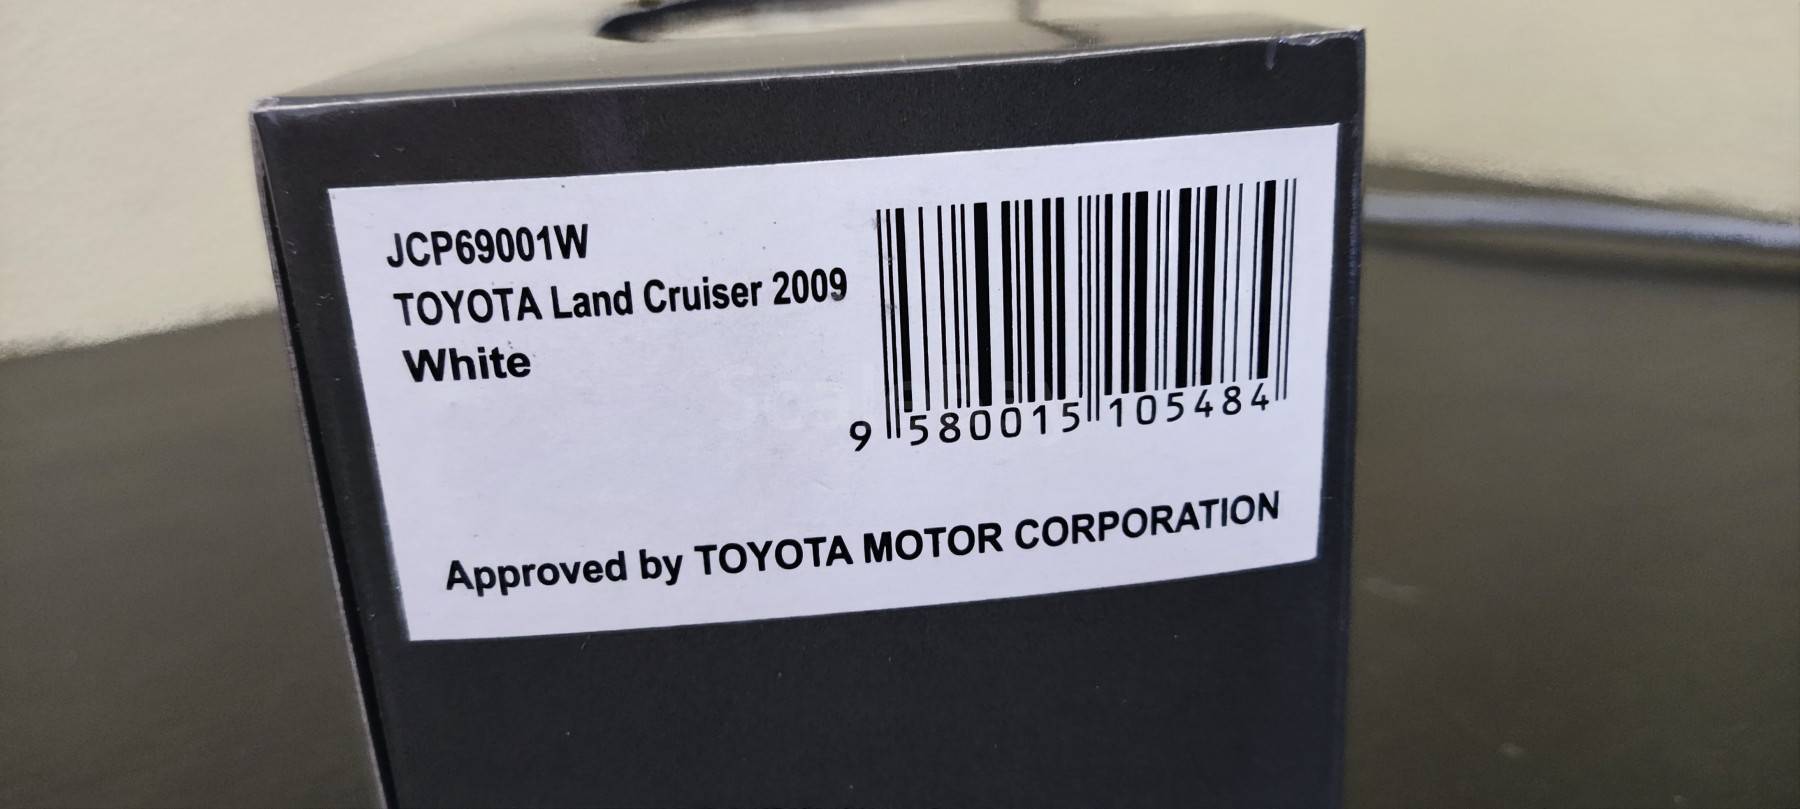 JCP69001W
TOYOTA Land Cruiser 2009
White
9 580015 105484
Approved by TOYOTA MOTOR CORPORATION